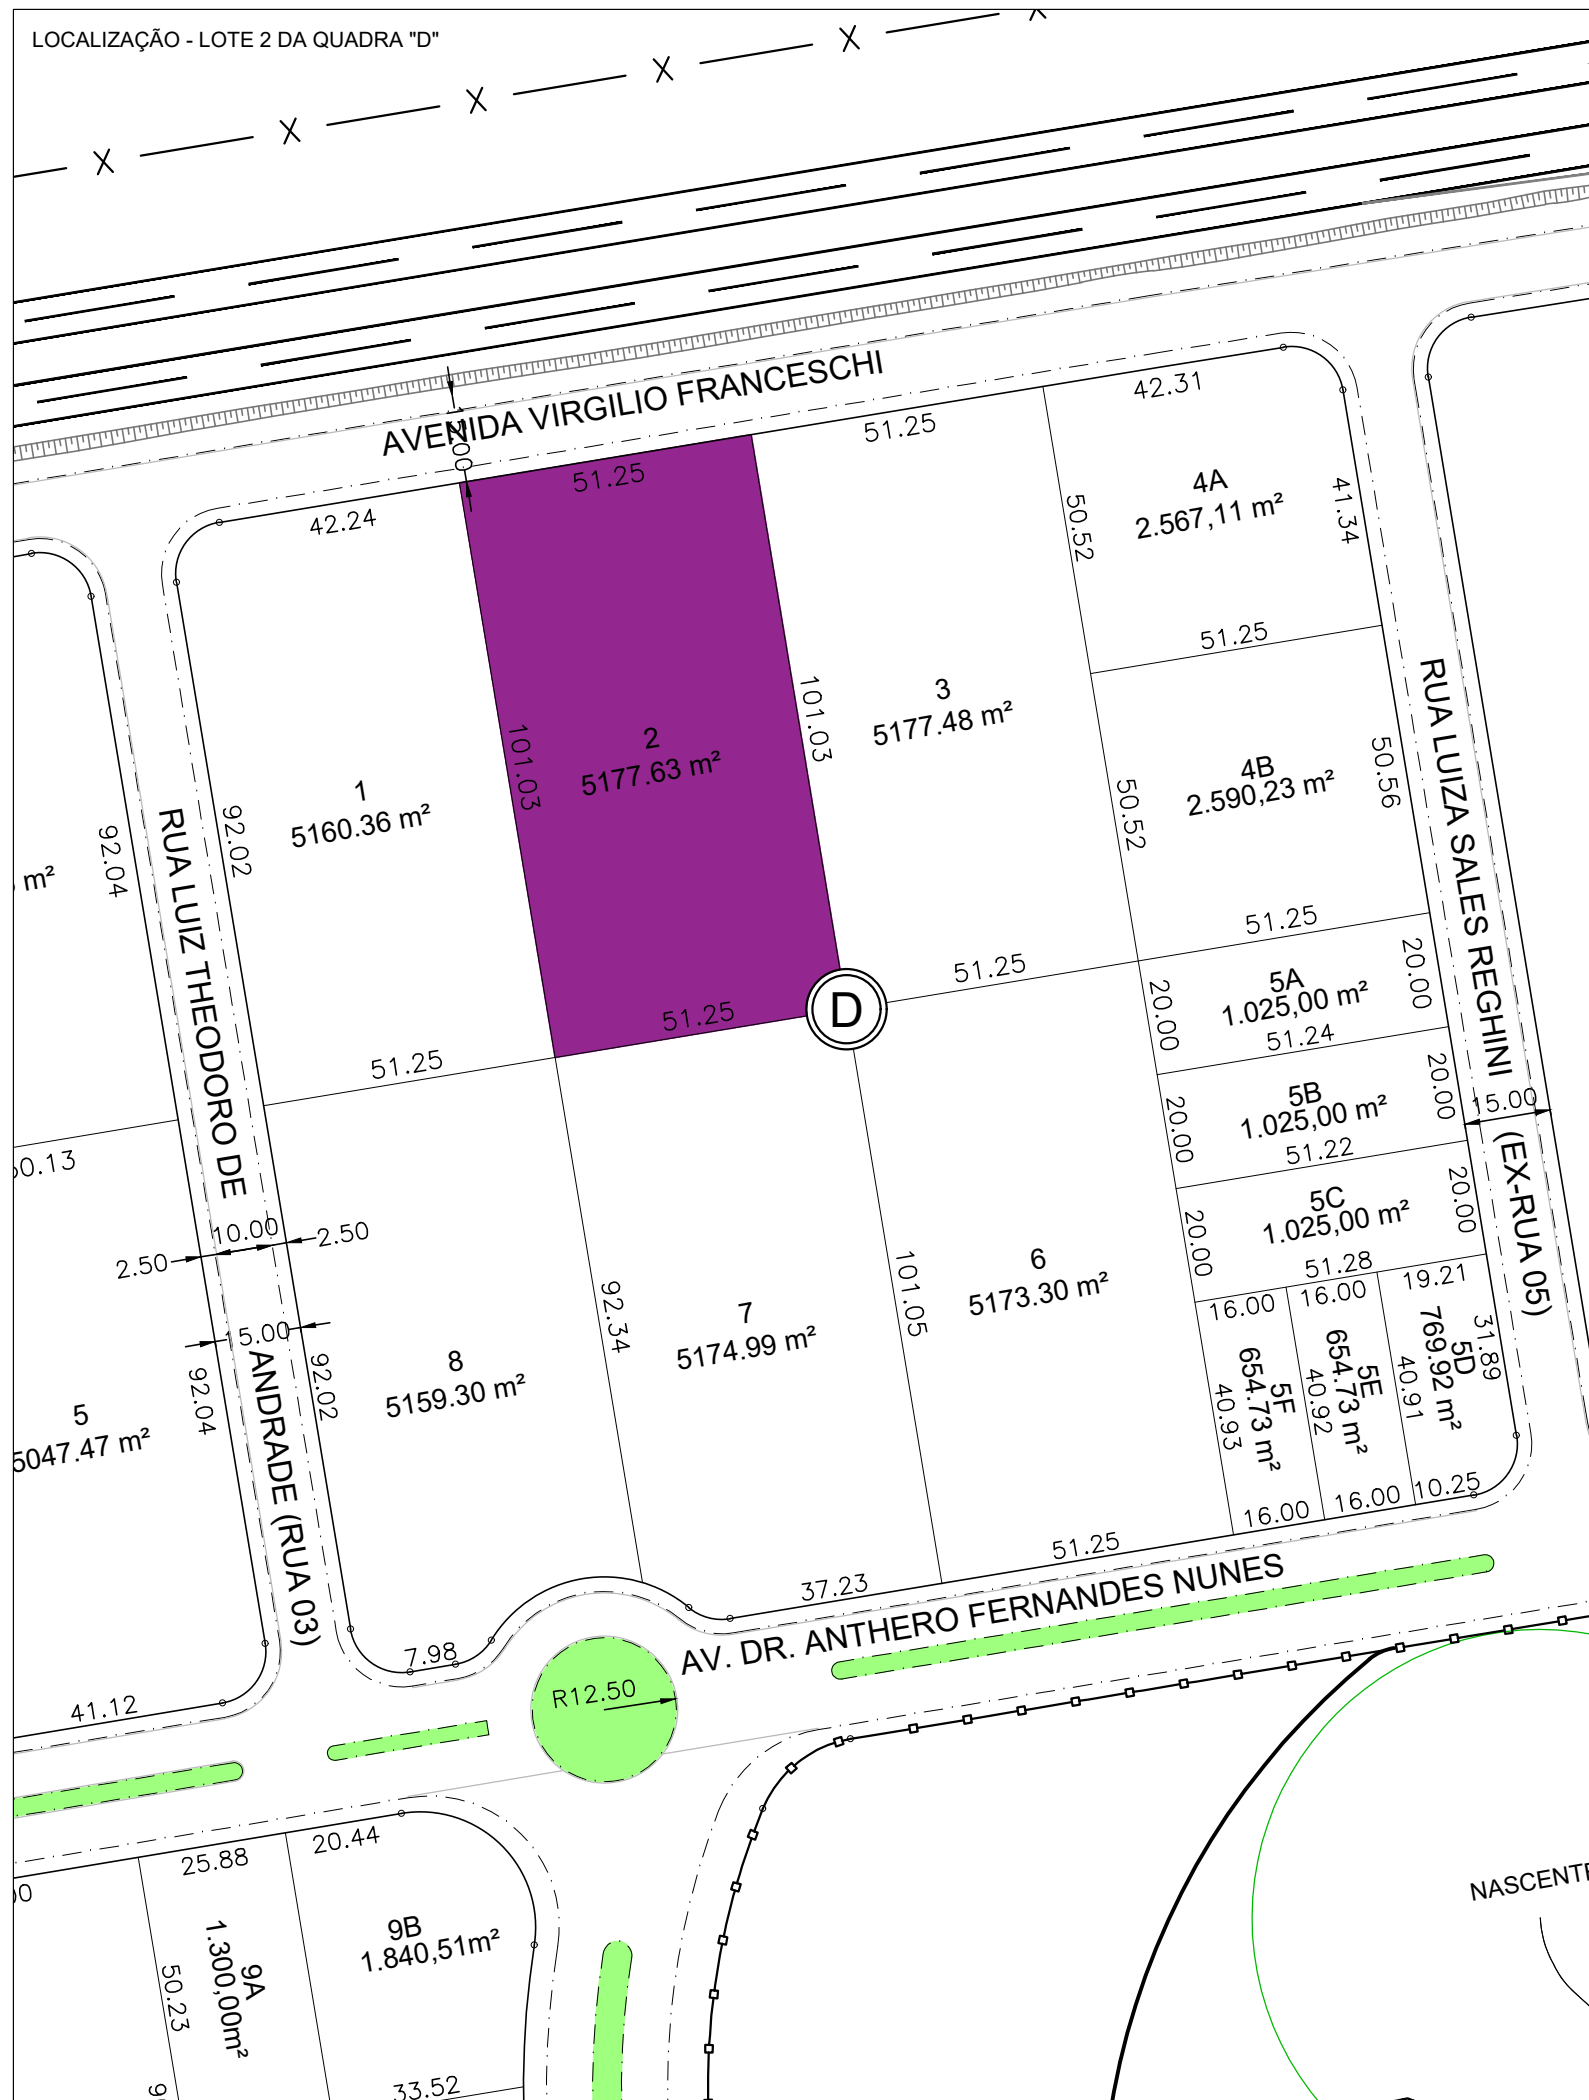 LOCALIZAÇÃO - LOTE 2 DA QUADRA "D"
X
X
X
X
X
AVENIDA VIRGILIO FRANCESCHI
42.24
51.25
51.25
42.31
50.52
4A
2.567,11 m²
41.34
51.25
101.03
2
5177.63 m²
101.03
3
5177.48 m²
50.52
4B
2.590,23 m²
50.56
RUA LUIZA SALES REGHINI
(EX-RUA 05)
m²
92.04
RUA LUIZ THEODORO DE
ANDRADE (RUA 03)
92.02
1
5160.36 m²
51.25
51.25
D
51.25
51.25
20.00
5A
1.025,00 m²
20.00
51.24
20.00
5B
1.025,00 m²
20.00
15.00
51.22
20.00
5C
1.025,00 m²
20.00
51.28
16.00
16.00
19.21
5F
654.73 m²
40.93
5E
654.73 m²
40.92
5D
769.92 m²
40.91
31.89
16.00
16.00
10.25
0.13
2.50
10.00
2.50
15.00
92.04
92.02
5
5047.47 m²
8
5159.30 m²
92.34
7
5174.99 m²
101.05
6
5173.30 m²
51.25
37.23
7.98
AV. DR. ANTHERO FERNANDES NUNES
R12.50
41.12
25.88
20.44
9A
1.300,00m²
50.23
9B
1.840,51m²
33.52
NASCENTE